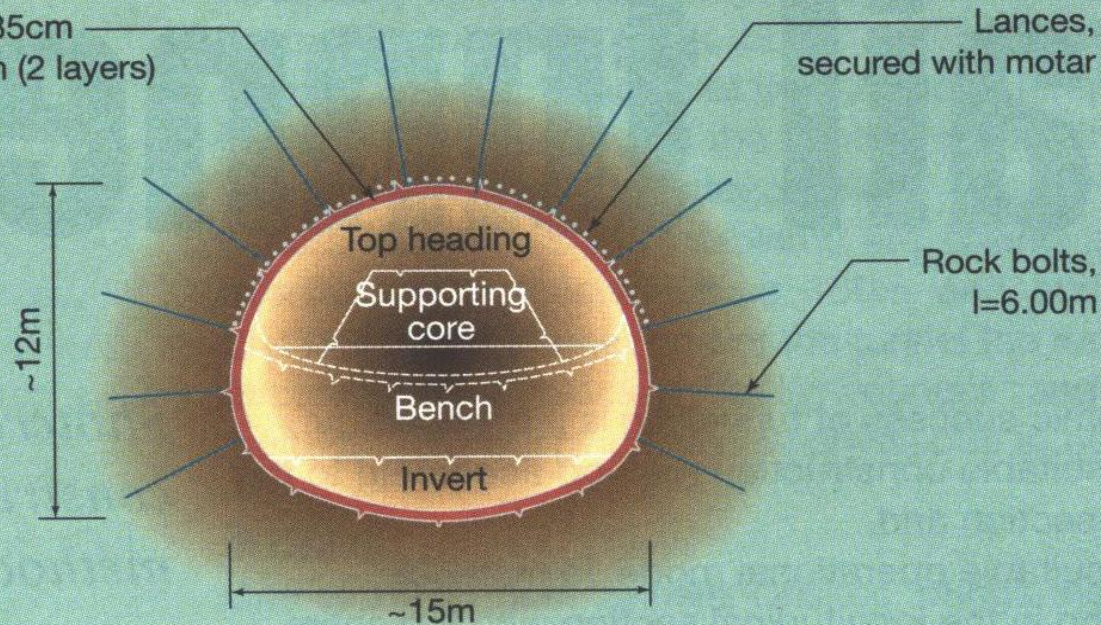 35cm
(2 layers)
Lances,
secured with motar
Top heading
Supporting
core
Rock bolts,
l=6.00m
~12m
Bench
Invert
~15m